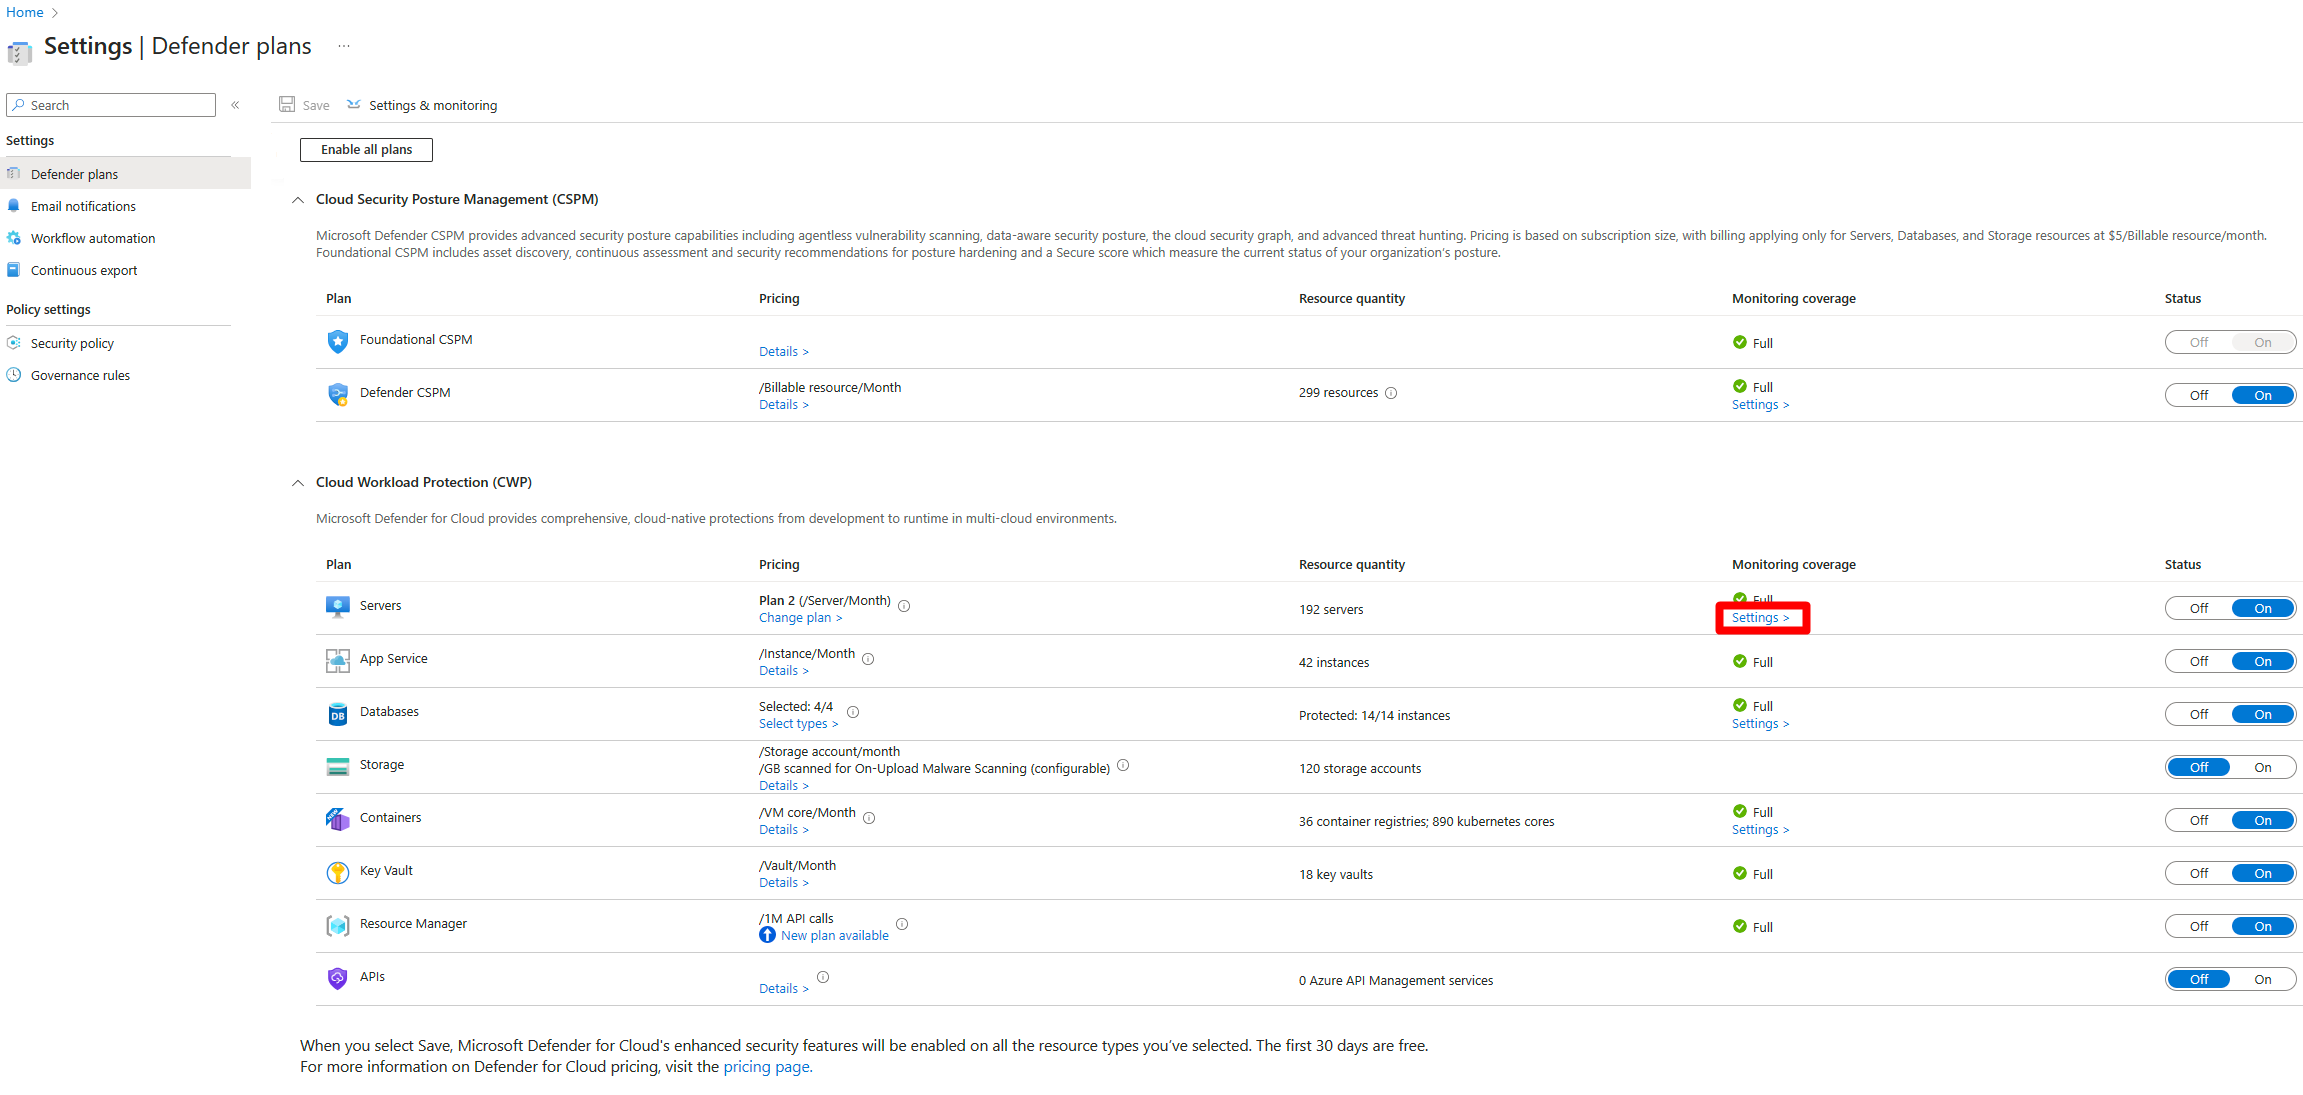 Home >
Settings | Defender plans ...
Search «
Save Settings & monitoring
Settings
Defender plans
Email notifications
Workflow automation
Continuous export
Policy settings
Security policy
Governance rules
Enable all plans
Cloud Security Posture Management (CSPM)
Microsoft Defender CSPM provides advanced security posture capabilities including agentless vulnerability scanning, data-aware security posture, the cloud security graph, and advanced threat hunting. Pricing is based on subscription size, with billing applying only for Servers, Databases, and Storage resources at $5/Billable resource/month.
Foundational CSPM includes asset discovery, continuous assessment and security recommendations for posture hardening and a Secure score which measure the current status of your organization's posture.
Plan Pricing Resource quantity Monitoring coverage Status
Foundational CSPM
Details >
Full
Off On
Defender CSPM
/Billable resource/Month
Details >
299 resources
Full
Settings >
Off On
Cloud Workload Protection (CWP)
Microsoft Defender for Cloud provides comprehensive, cloud-native protections from development to runtime in multi-cloud environments.
Plan Pricing Resource quantity Monitoring coverage Status
Servers
Plan 2 (/Server/Month)
Change plan >
192 servers
Full
Settings >
Off On
App Service
/Instance/Month
Details >
42 instances
Full
Off On
Databases
Selected: 4/4
Select types >
Protected: 14/14 instances
Full
Settings >
Off On
Storage
/Storage account/month
/GB scanned for On-Upload Malware Scanning (configurable)
Details >
120 storage accounts
Off On
Containers
/VM core/Month
Details >
36 container registries; 890 kubernetes cores
Full
Settings >
Off On
Key Vault
/Vault/Month
Details >
18 key vaults
Full
Off On
Resource Manager
/1M API calls
New plan available
Full
Off On
APIs
Details >
0 Azure API Management services
Off On
When you select Save, Microsoft Defender for Cloud's enhanced security features will be enabled on all the resource types you've selected. The first 30 days are free.
For more information on Defender for Cloud pricing, visit the pricing page.